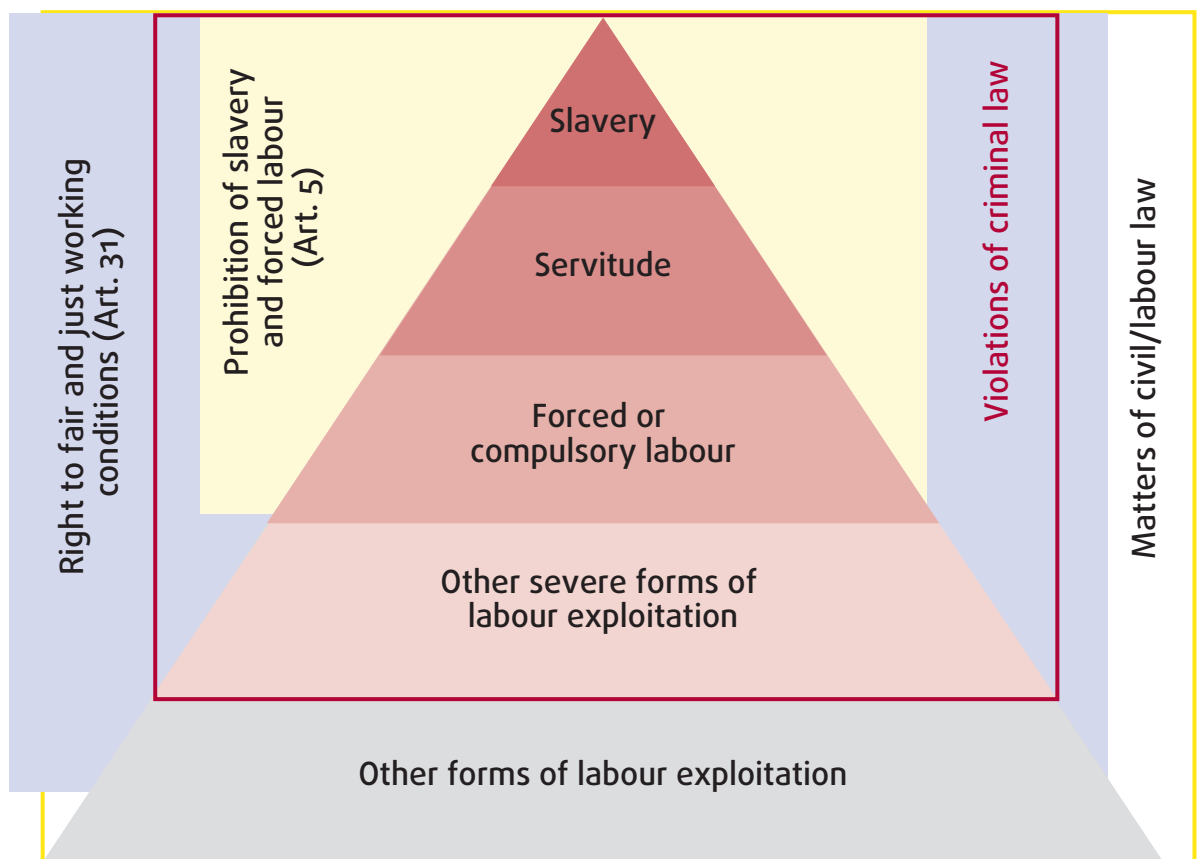 Right to fair and just working
conditions (Art. 31)
Prohibition of slavery
and forced labour
(Art. 5)
Slavery
Servitude
Forced or
compulsory labour
Other severe forms of
labour exploitation
Other forms of labour exploitation
Violations of criminal law
Matters of civil/labour law